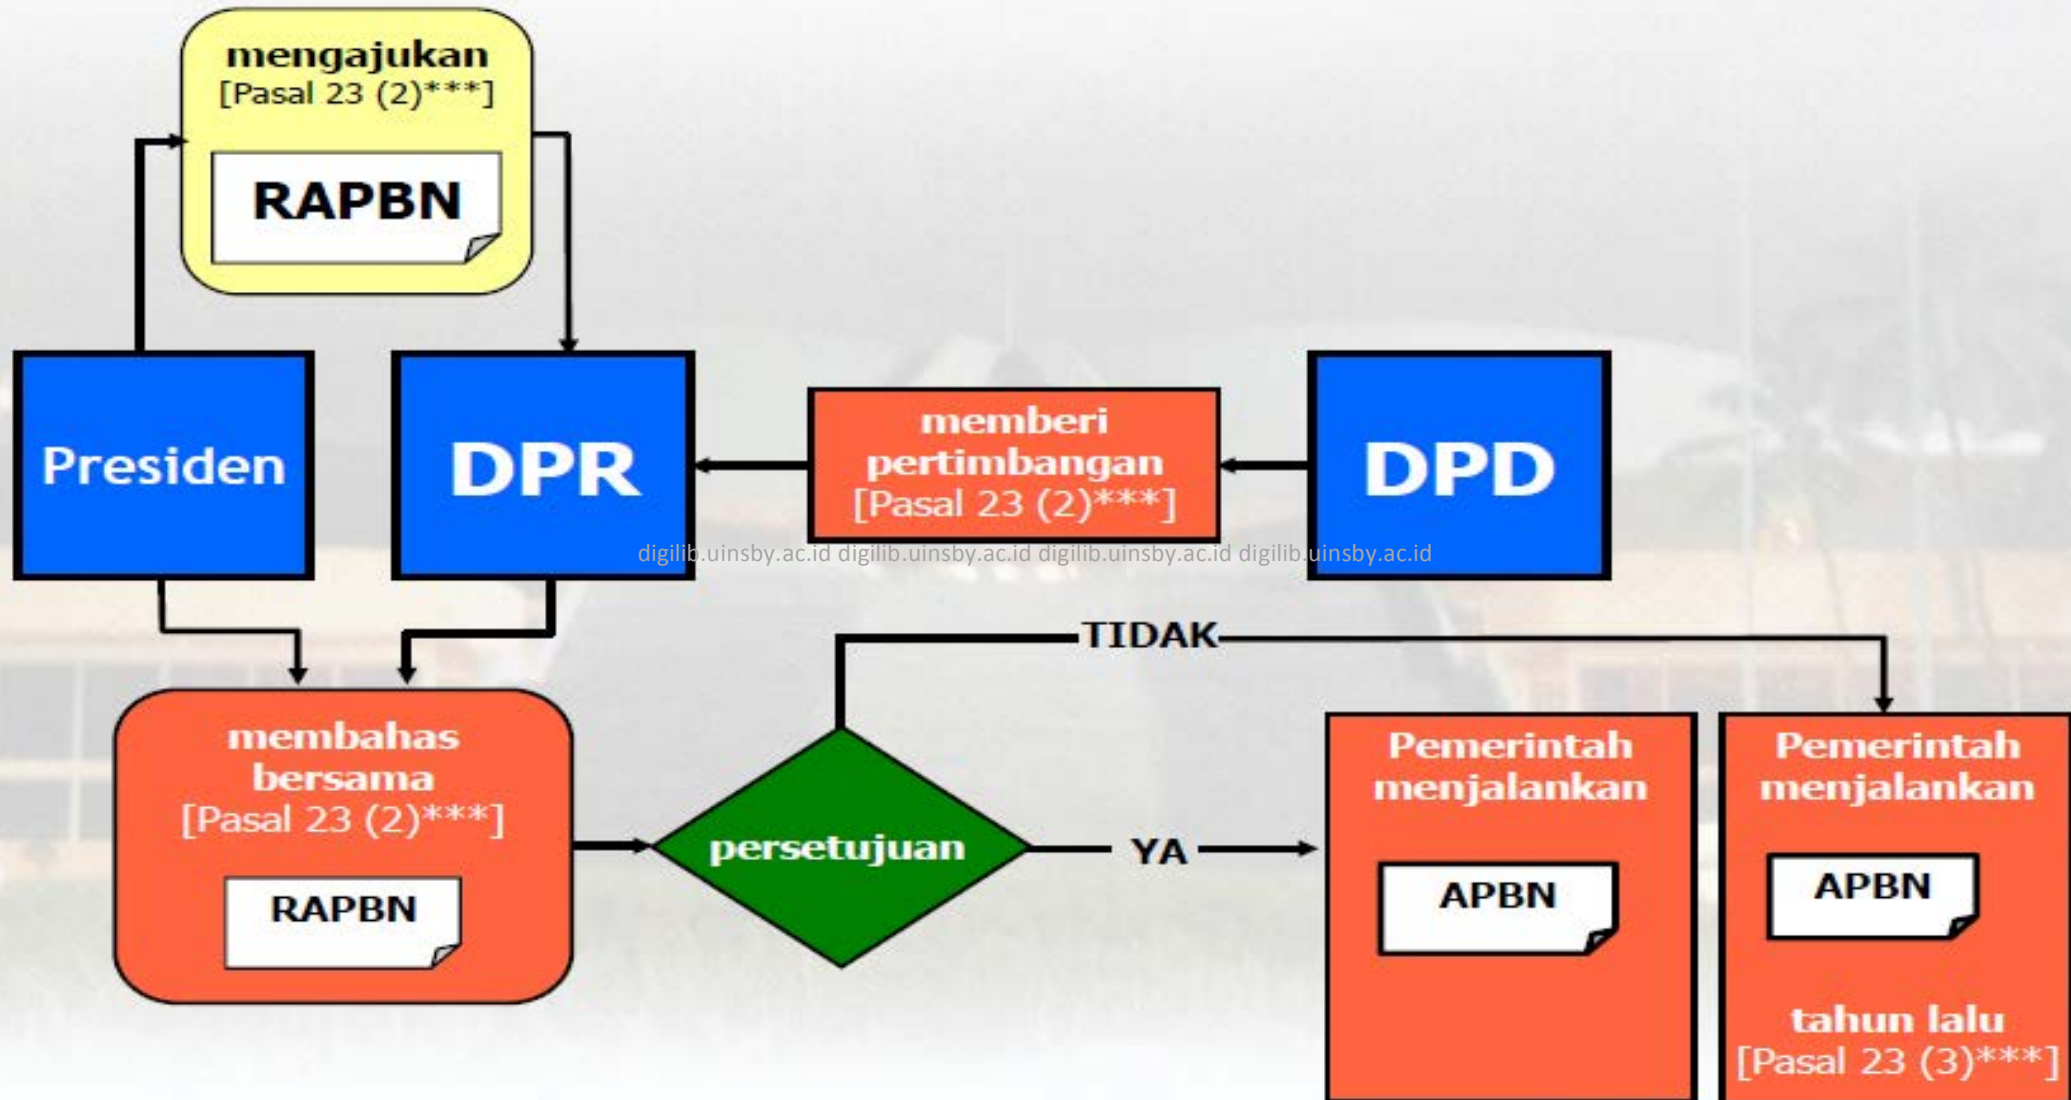 mengajukan
[Pasal 23 (2)***]
RAPBN
Presiden
DPR
memberi
pertimbangan
[Pasal 23 (2)***]
DPD
digilib.uinsby.ac.id digilib.uinsby.ac.id digilib.uinsby.ac.id digilib.uinsby.ac.id
TIDAK
membahas
bersama
[Pasal 23 (2)***]
RAPBN
persetujuan
YA
Pemerintah
menjalankan
APBN
Pemerintah
menjalankan
APBN
tahun lalu
[Pasal 23 (3)***]